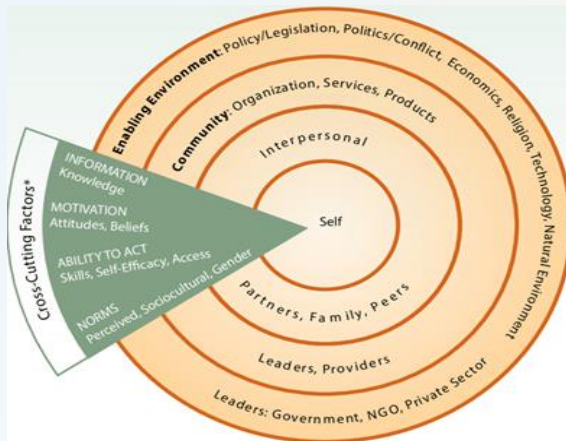 Enabling Environment: Policy/Legislation, Politics/Conflict, Economics, Religion, Technology, Natural Environment
Community: Organization, Services, Products
Interpersonal
Self
Partners, Family, Peers
Leaders, Providers
Leaders: Government, NGO, Private Sector
Cross-Cutting Factors*
INFORMATION
Knowledge
MOTIVATION
Attitudes, Beliefs
ABILITY TO ACT
Skills, Self-Efficacy, Access
NORMS
Perceived, Sociocultural, Gender